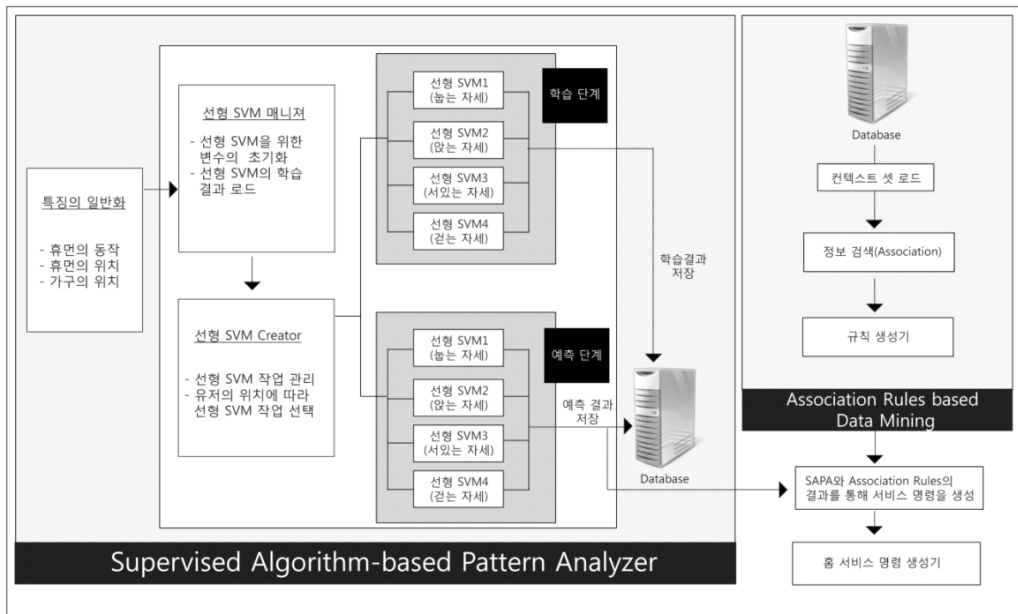 특징의 일반화
- 휴먼의 동작
- 휴먼의 위치
- 가구의 위치
선형 SVM 매니져
- 선형 SVM을 위한
변수의 초기화
- 선형 SVM의 학습
결과 로드
선형 SVM Creator
- 선형 SVM 작업 관리
- 유저의 위치에 따라
선형 SVM 작업 선택
선형 SVM1
(눕는 자세)
선형 SVM2
(앉는 자세)
선형 SVM3
(서있는 자세)
선형 SVM4
(걷는 자세)
학습 단계
학습결과
저장
선형 SVM1
(눕는 자세)
선형 SVM2
(앉는 자세)
선형 SVM3
(서있는 자세)
선형 SVM4
(걷는 자세)
예측 단계
예측 결과
저장
Database
Supervised Algorithm-based Pattern Analyzer
Database
컨텍스트 셋 로드
정보 검색(Association)
규칙 생성기
Association Rules based
Data Mining
SAPA와 Association Rules의
결과를 통해 서비스 명령을 생성
홈 서비스 명령 생성기